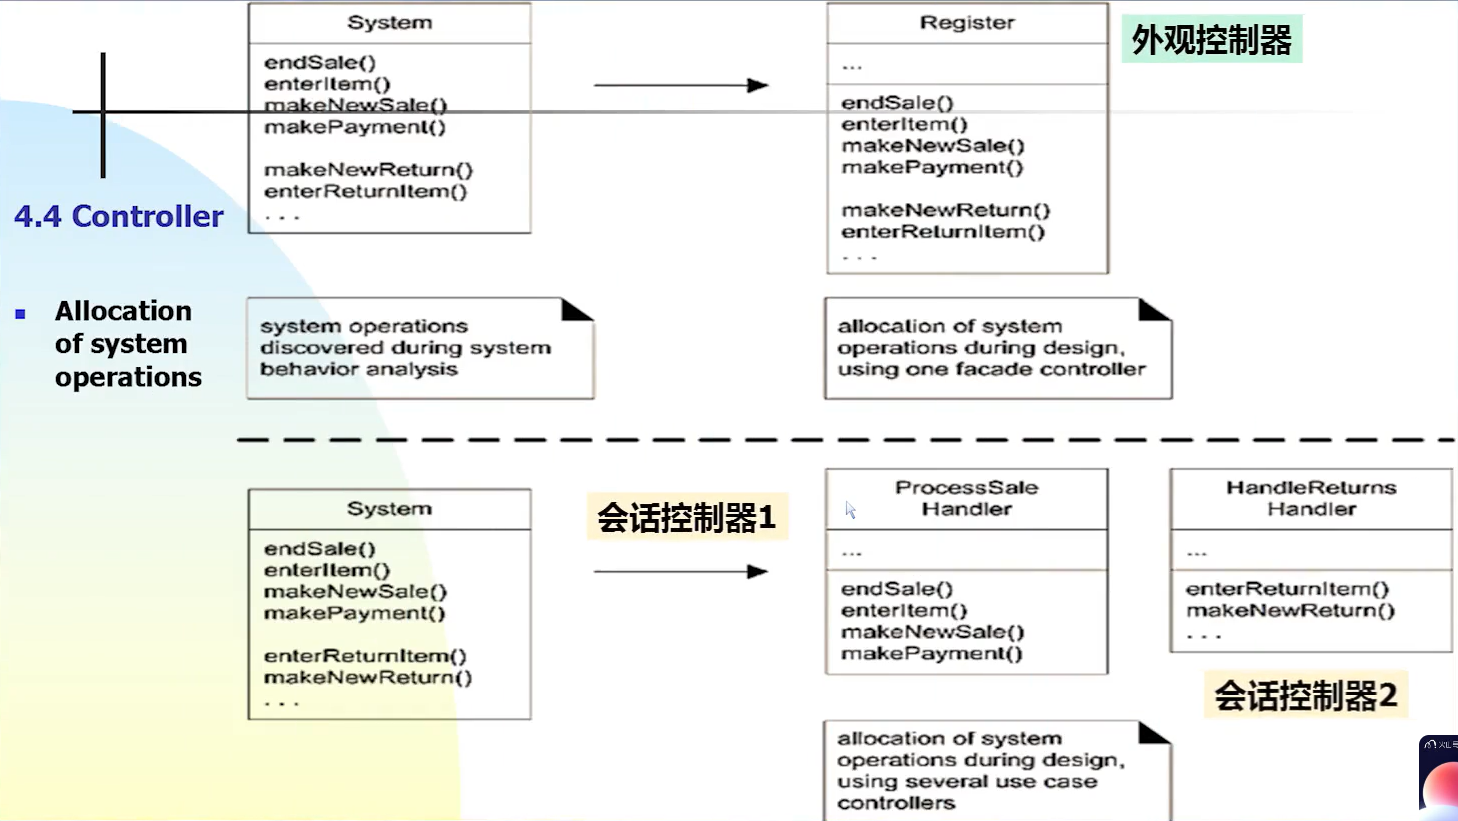 System
endSale()
enterItem()
makeNewSale()
makePayment()
makeNewReturn()
enterReturnItem()
...
Register
...
endSale()
enterItem()
makeNewSale()
makePayment()
makeNewReturn()
enterReturnItem()
...
外观控制器
4.4 Controller
Allocation
of system
operations
system operations
discovered during system
behavior analysis
allocation of system
operations during design,
using one facade controller
System
endSale()
enterItem()
makeNewSale()
makePayment()
enterReturnItem()
makeNewReturn()
...
会话控制器1
ProcessSale
Handler
...
endSale()
enterItem()
makeNewSale()
makePayment()
HandleReturns
Handler
...
enterReturnItem()
makeNewReturn()
...
会话控制器2
allocation of system
operations during design,
using several use case
controllers